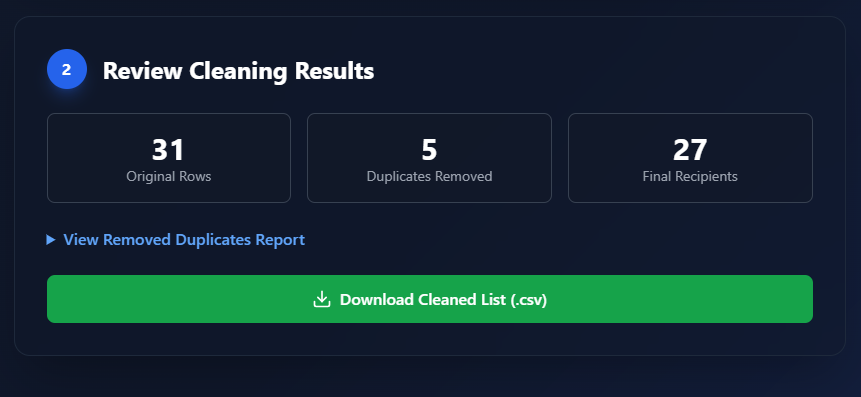 2
Review Cleaning Results
31
Original Rows
5
Duplicates Removed
27
Final Recipients
View Removed Duplicates Report
Download Cleaned List (.csv)